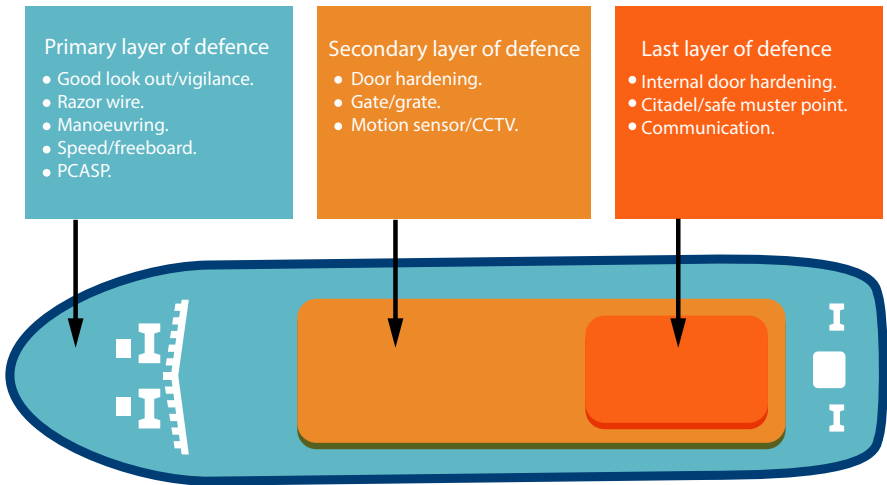 Primary layer of defence
• Good look out/vigilance.
• Razor wire.
• Manoeuvring.
• Speed/freeboard.
• PCASP.
Secondary layer of defence
• Door hardening.
• Gate/grate.
• Motion sensor/CCTV.
Last layer of defence
• Internal door hardening.
• Citadel/safe muster point.
• Communication.